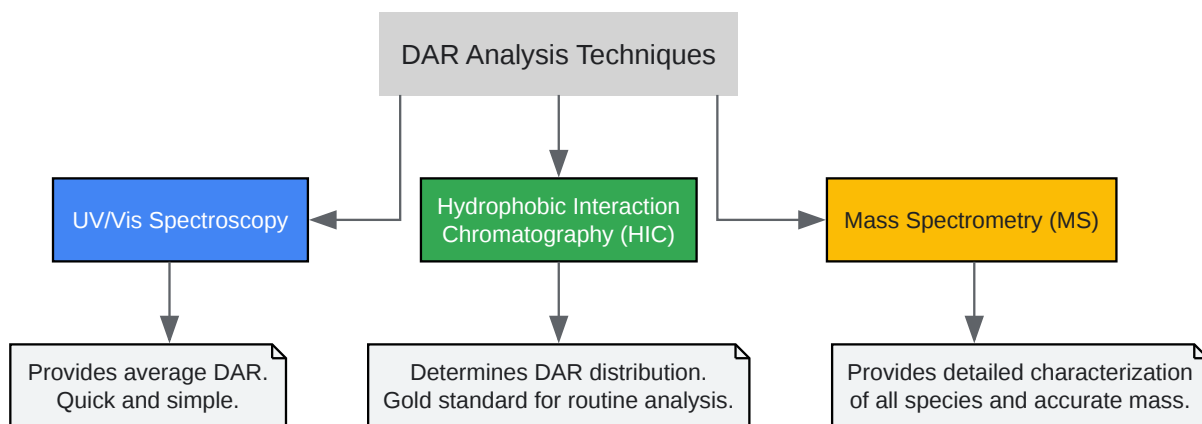 DAR Analysis Techniques
UV/Vis Spectroscopy
Hydrophobic Interaction
Chromatography (HIC)
Mass Spectrometry (MS)
Provides average DAR.
Quick and simple.
Determines DAR distribution.
Gold standard for routine analysis.
Provides detailed characterization
of all species and accurate mass.